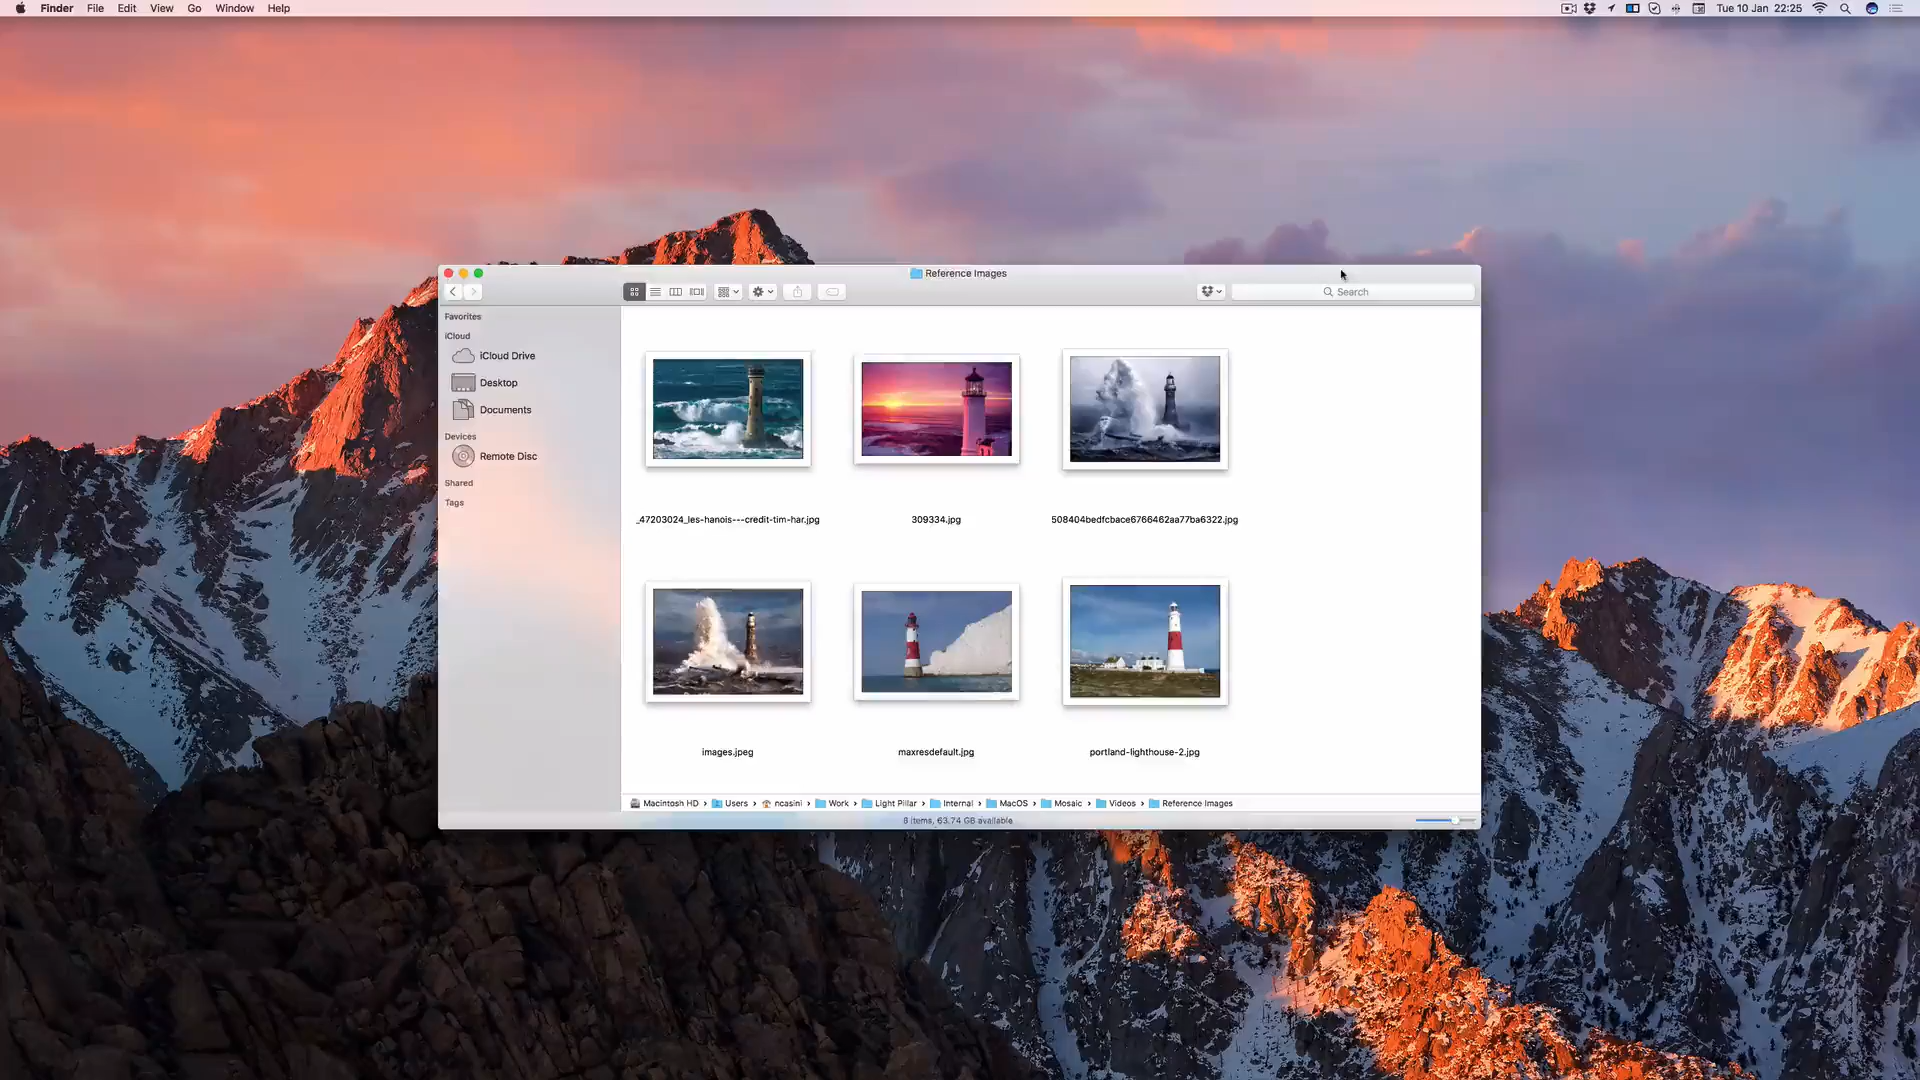 Finder File Edit View Go Window Help
Tue 10 Jan 22:25
Reference Images
Search
Favorites
iCloud
iCloud Drive
Desktop
Documents
Devices
Remote Disc
Shared
Tags
_47203024_les-hanois---credit-tim-har.jpg
309334.jpg
508404bedfcbace6766462aa77ba6322.jpg
images.jpeg
maxresdefault.jpg
portland-lighthouse-2.jpg
Macintosh HD › Users › ncasini › Work › Light Pillar › Internal › MacOS › Mosaic › Videos › Reference Images
6 items, 63.74 GB available